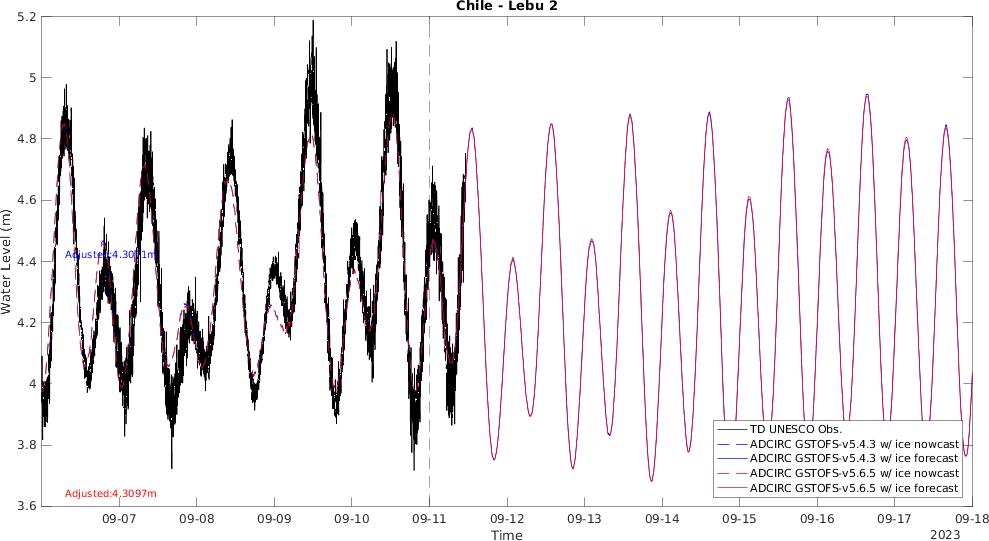 Chile - Lebu 2
5.2
5
4.8
4.6
4.4
4.2
4
3.8
3.6
Water Level (m)
Adjusted:4.3071m
Adjusted:4.3097m
TD UNESCO Obs.
ADCIRC GSTOFS-v5.4.3 w/ ice nowcast
ADCIRC GSTOFS-v5.4.3 w/ ice forecast
ADCIRC GSTOFS-v5.6.5 w/ ice nowcast
ADCIRC GSTOFS-v5.6.5 w/ ice forecast
09-07 09-08 09-09 09-10 09-11 09-12 09-13 09-14 09-15 09-16 09-17 09-18
Time
2023